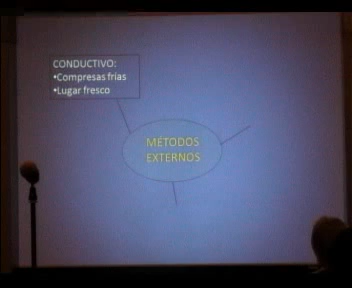 CONDUCTIVO:
•Compresas frías
•Lugar fresco
MÉTODOS
EXTERNOS